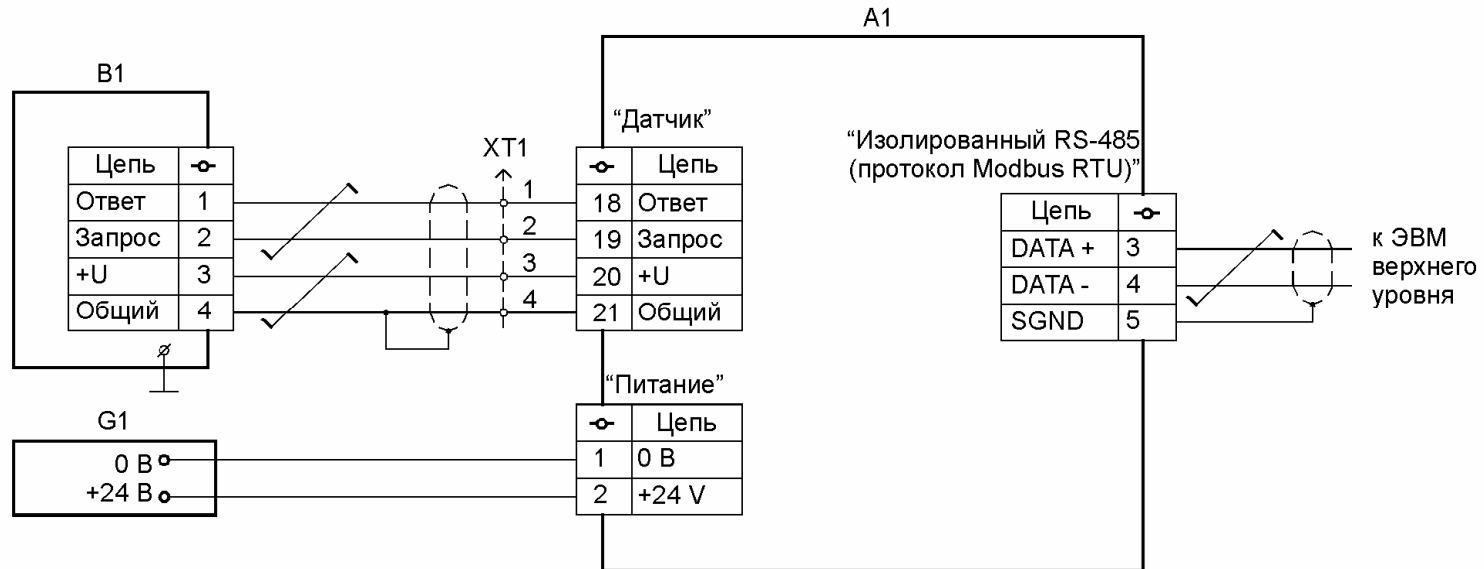 A1
B1
"Датчик"
"Изолированный RS-485
(протокол Modbus RTU)"
XT1
Цепь
Ответ 1
Запрос 2
+U 3
Общий 4
1
2
3
4
Цепь
18 Ответ
19 Запрос
20 +U
21 Общий
Цепь
DATA + 3
DATA - 4
SGND 5
к ЭВМ
верхнего
уровня
"Питание"
G1
0 В
+24 В
Цепь
1 0 В
2 +24 V